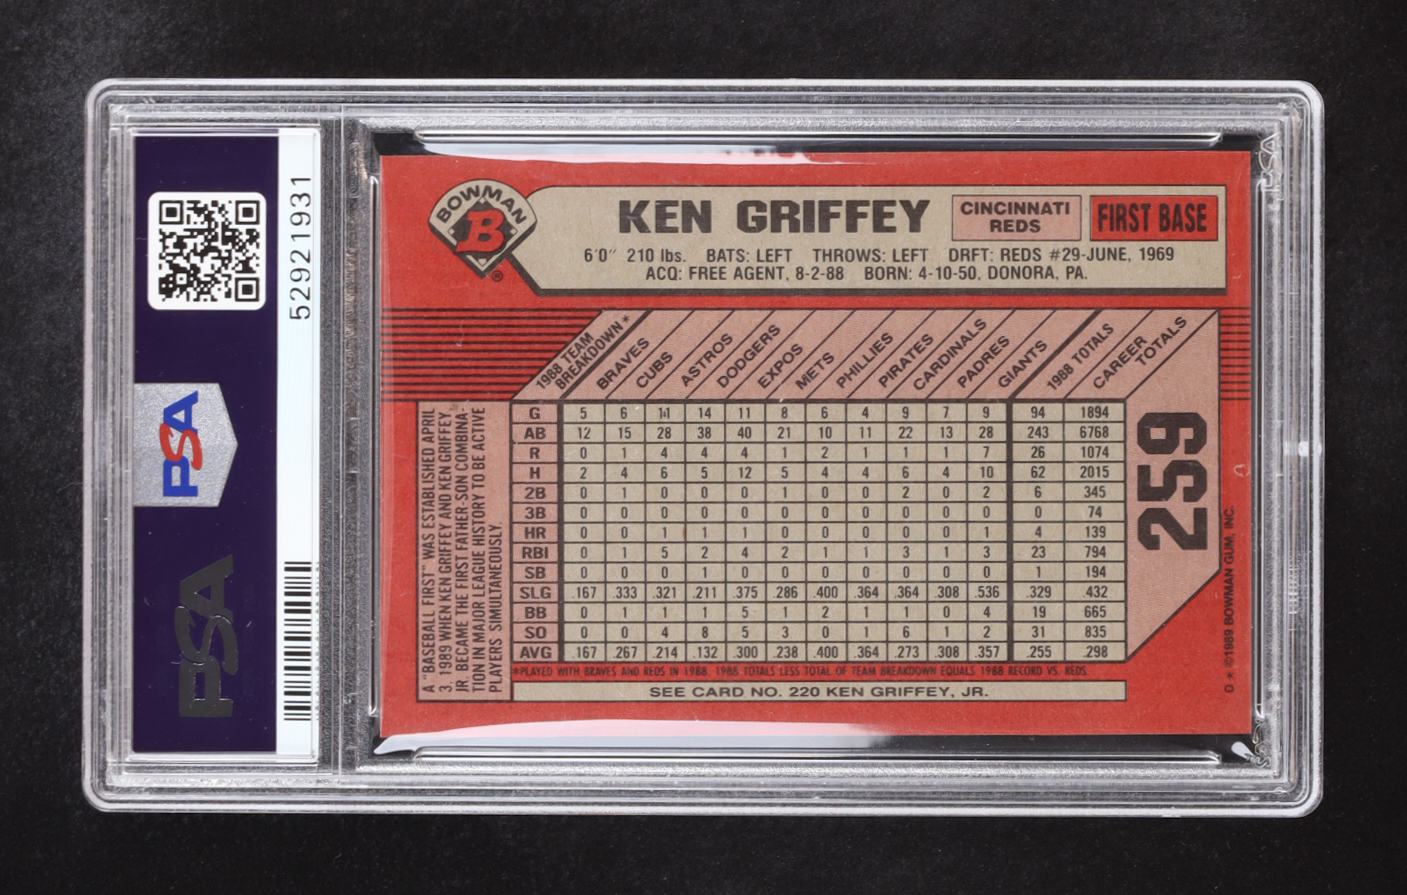 52921931
PSA
PSA
BOWMAN
B
®
KEN GRIFFEY
CINCINNATI
REDS
FIRST BASE
6'0" 210 lbs. BATS: LEFT THROWS: LEFT DRFT: REDS #29-JUNE, 1969
ACQ: FREE AGENT, 8-2-88 BORN: 4-10-50, DONORA, PA.
1988 TEAM BREAKDOWN* BRAVES CUBS ASTROS DODGERS EXPOS METS PHILLIES PIRATES CARDINALS PADRES GIANTS 1988 TOTALS CAREER TOTALS
G 5 6 11 14 11 8 6 4 9 7 9 94 1894
AB 12 15 28 38 40 21 10 11 22 13 28 243 6768
R 0 1 4 4 4 1 2 1 1 1 7 26 1074
H 2 4 6 5 12 5 4 4 6 4 10 62 2015
2B 0 1 0 0 0 1 0 0 2 0 2 6 345
3B 0 0 0 0 0 0 0 0 0 0 0 0 74
HR 0 0 1 1 1 0 0 0 0 0 1 4 139
RBI 0 1 5 2 4 2 1 1 3 1 3 23 794
SB 0 0 0 1 0 0 0 0 0 0 0 1 194
SLG .167 .333 .321 .211 .375 .286 .400 .364 .364 .308 .536 .329 .432
BB 0 1 1 1 5 1 2 1 1 0 4 19 665
SO 0 0 4 8 5 3 0 1 6 1 2 31 835
AVG .167 .267 .214 .132 .300 .238 .400 .364 .273 .308 .357 .255 .298
*PLAYED WITH BRAVES AND REDS IN 1988. 1988 TOTALS LESS TOTAL OF TEAM BREAKDOWN EQUALS 1988 RECORD VS. REDS.
SEE CARD NO. 220 KEN GRIFFEY, JR.
A "BASEBALL FIRST" WAS ESTABLISHED APRIL
3, 1989 WHEN KEN GRIFFEY AND KEN GRIFFEY,
JR. BECAME THE FIRST FATHER-SON COMBINA-
TION IN MAJOR LEAGUE HISTORY TO BE ACTIVE
PLAYERS SIMULTANEOUSLY.
259
D * ©1989 BOWMAN GUM, INC.